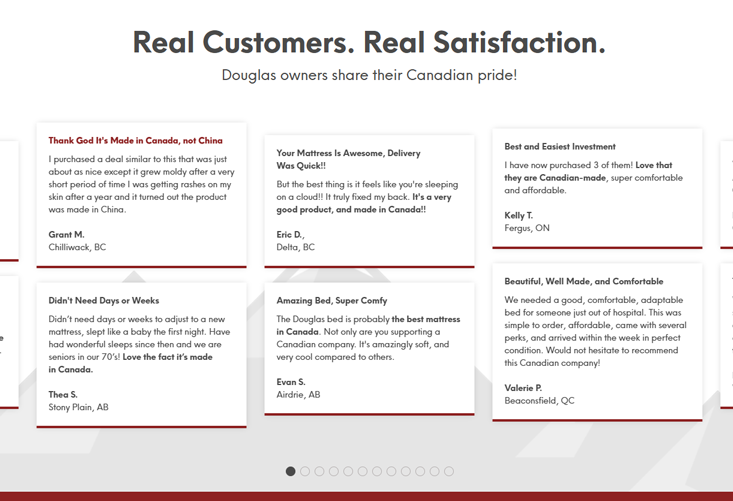 Real Customers. Real Satisfaction.
Douglas owners share their Canadian pride!
Thank God It's Made in Canada, not China
I purchased a deal similar to this that was just
about as nice except it grew moldy after a very
short period of time I was getting rashes on my
skin after a year and it turned out the product
was made in China.
Grant M.
Chilliwack, BC
Didn't Need Days or Weeks
Didn't need days or weeks to adjust to a new
mattress, slept like a baby the first night. Have
had wonderful sleeps since then and we are
seniors in our 70's! Love the fact it's made
in Canada.
Thea S.
Stony Plain, AB
Your Mattress Is Awesome, Delivery
Was Quick!!
But the best thing is it feels like you're sleeping
on a cloud!! It truly fixed my back. It's a very
good product, and made in Canada!!
Eric D.,
Delta, BC
Amazing Bed, Super Comfy
The Douglas bed is probably the best mattress
in Canada. Not only are you supporting a
Canadian company. It's amazingly soft, and
very cool compared to others.
Evan S.
Airdrie, AB
Best and Easiest Investment
I have now purchased 3 of them! Love that
they are Canadian-made, super comfortable
and affordable.
Kelly T.
Fergus, ON
Beautiful, Well Made, and Comfortable
We needed a good, comfortable, adaptable
bed for someone just out of hospital. This was
simple to order, affordable, came with several
perks, and arrived within the week in perfect
condition. Would not hesitate to recommend
this Canadian company!
Valerie P.
Beaconsfield, QC